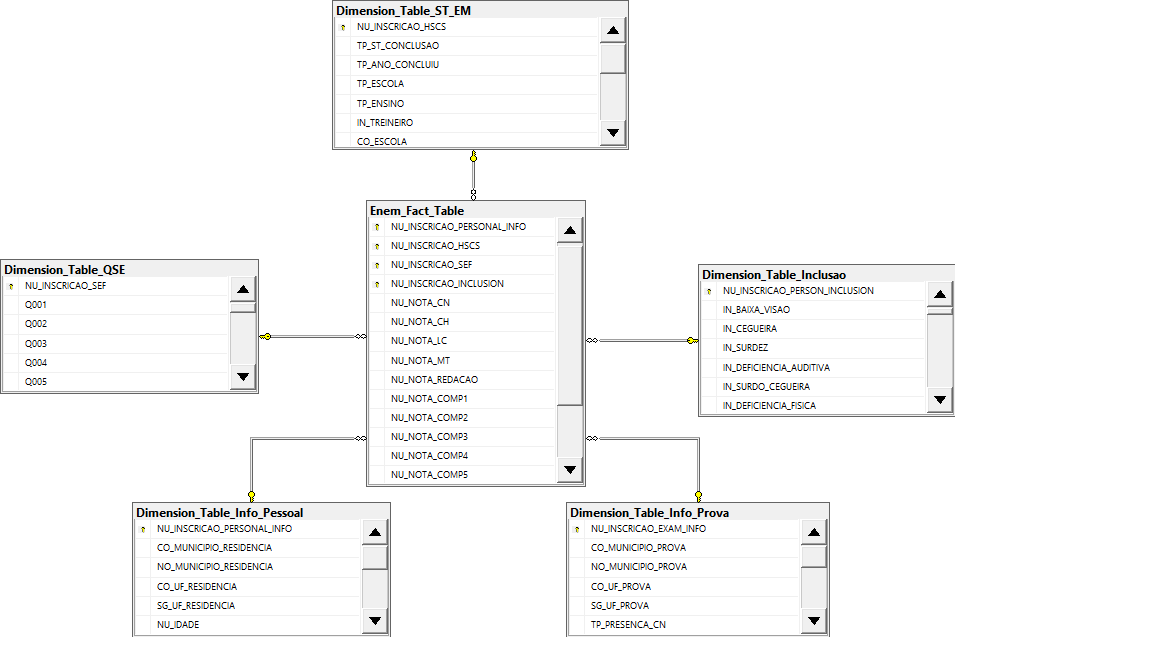 Dimension_Table_ST_EM
NU_INSCRICAO_HSCS
TP_ST_CONCLUSAO
TP_ANO_CONCLUIU
TP_ESCOLA
TP_ENSINO
IN_TREINEIRO
CO_ESCOLA
Enem_Fact_Table
NU_INSCRICAO_PERSONAL_INFO
NU_INSCRICAO_HSCS
NU_INSCRICAO_SEF
NU_INSCRICAO_INCLUSION
NU_NOTA_CN
NU_NOTA_CH
NU_NOTA_LC
NU_NOTA_MT
NU_NOTA_REDACAO
NU_NOTA_COMP1
NU_NOTA_COMP2
NU_NOTA_COMP3
NU_NOTA_COMP4
NU_NOTA_COMP5
Dimension_Table_QSE
NU_INSCRICAO_SEF
Q001
Q002
Q003
Q004
Q005
Dimension_Table_Inclusao
NU_INSCRICAO_PERSON_INCLUSION
IN_BAIXA_VISAO
IN_CEGUEIRA
IN_SURDEZ
IN_DEFICIENCIA_AUDITIVA
IN_SURDO_CEGUEIRA
IN_DEFICIENCIA_FISICA
Dimension_Table_Info_Pessoal
NU_INSCRICAO_PERSONAL_INFO
CO_MUNICIPIO_RESIDENCIA
NO_MUNICIPIO_RESIDENCIA
CO_UF_RESIDENCIA
SG_UF_RESIDENCIA
NU_IDADE
Dimension_Table_Info_Prova
NU_INSCRICAO_EXAM_INFO
CO_MUNICIPIO_PROVA
NO_MUNICIPIO_PROVA
CO_UF_PROVA
SG_UF_PROVA
TP_PRESENCA_CN